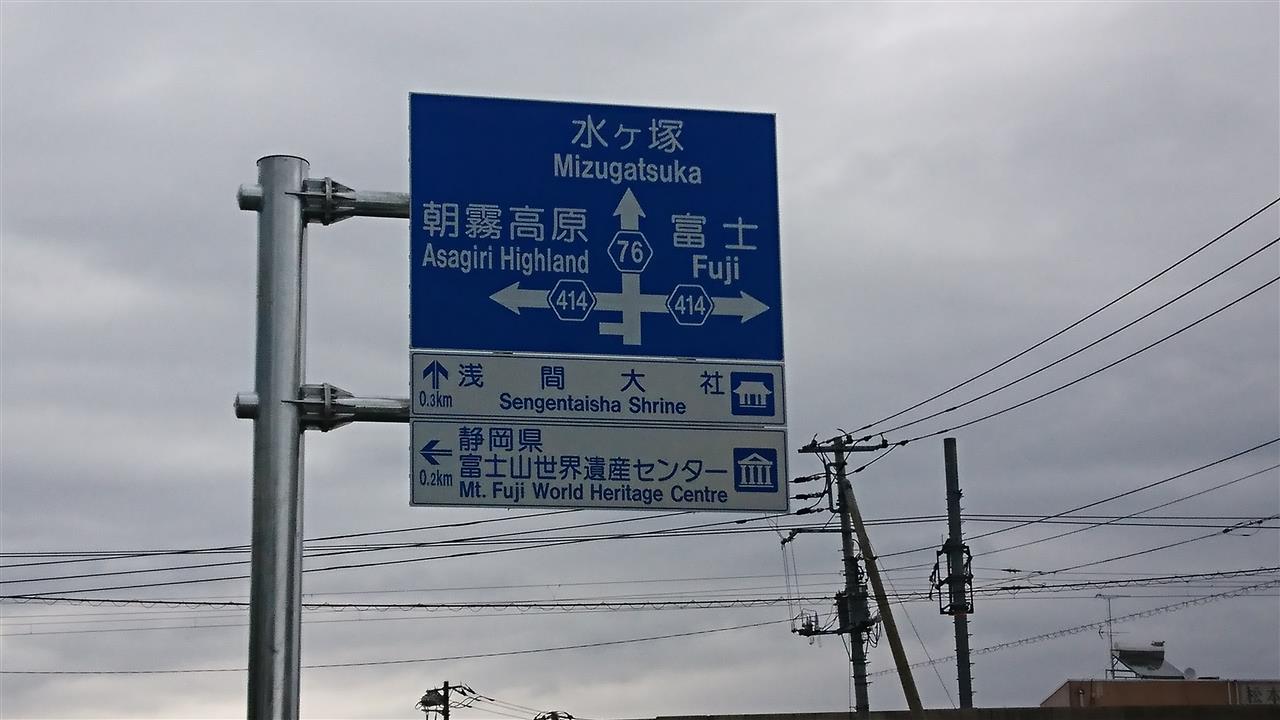 水ヶ塚
Mizugatsuka
朝霧高原
Asagiri Highland
76
富士
Fuji
414
414
浅間大社
0.3km
Sengentaisha Shrine
静岡県
富士山世界遺産センター
0.2km
Mt. Fuji World Heritage Centre